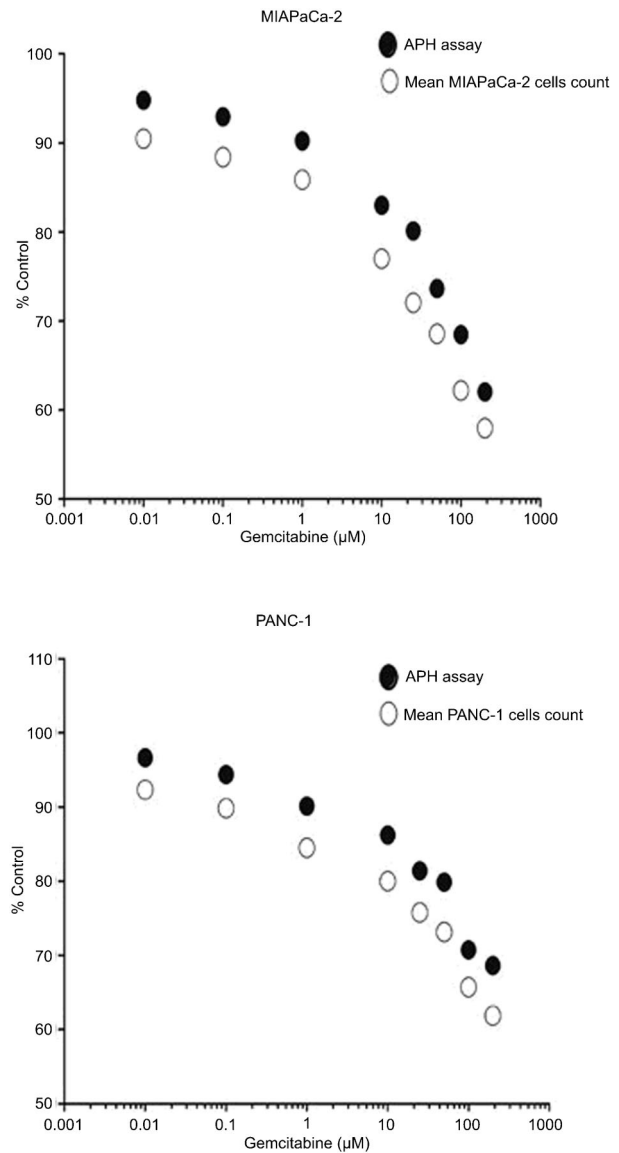 MIAPaCa-2
APH assay
Mean MIAPaCa-2 cells count
100
90
80
70
60
50
% Control
0.001 0.01 0.1 1 10 100 1000
Gemcitabine (µM)
PANC-1
APH assay
Mean PANC-1 cells count
110
100
90
80
70
60
50
% Control
0.001 0.01 0.1 1 10 100 1000
Gemcitabine (µM)